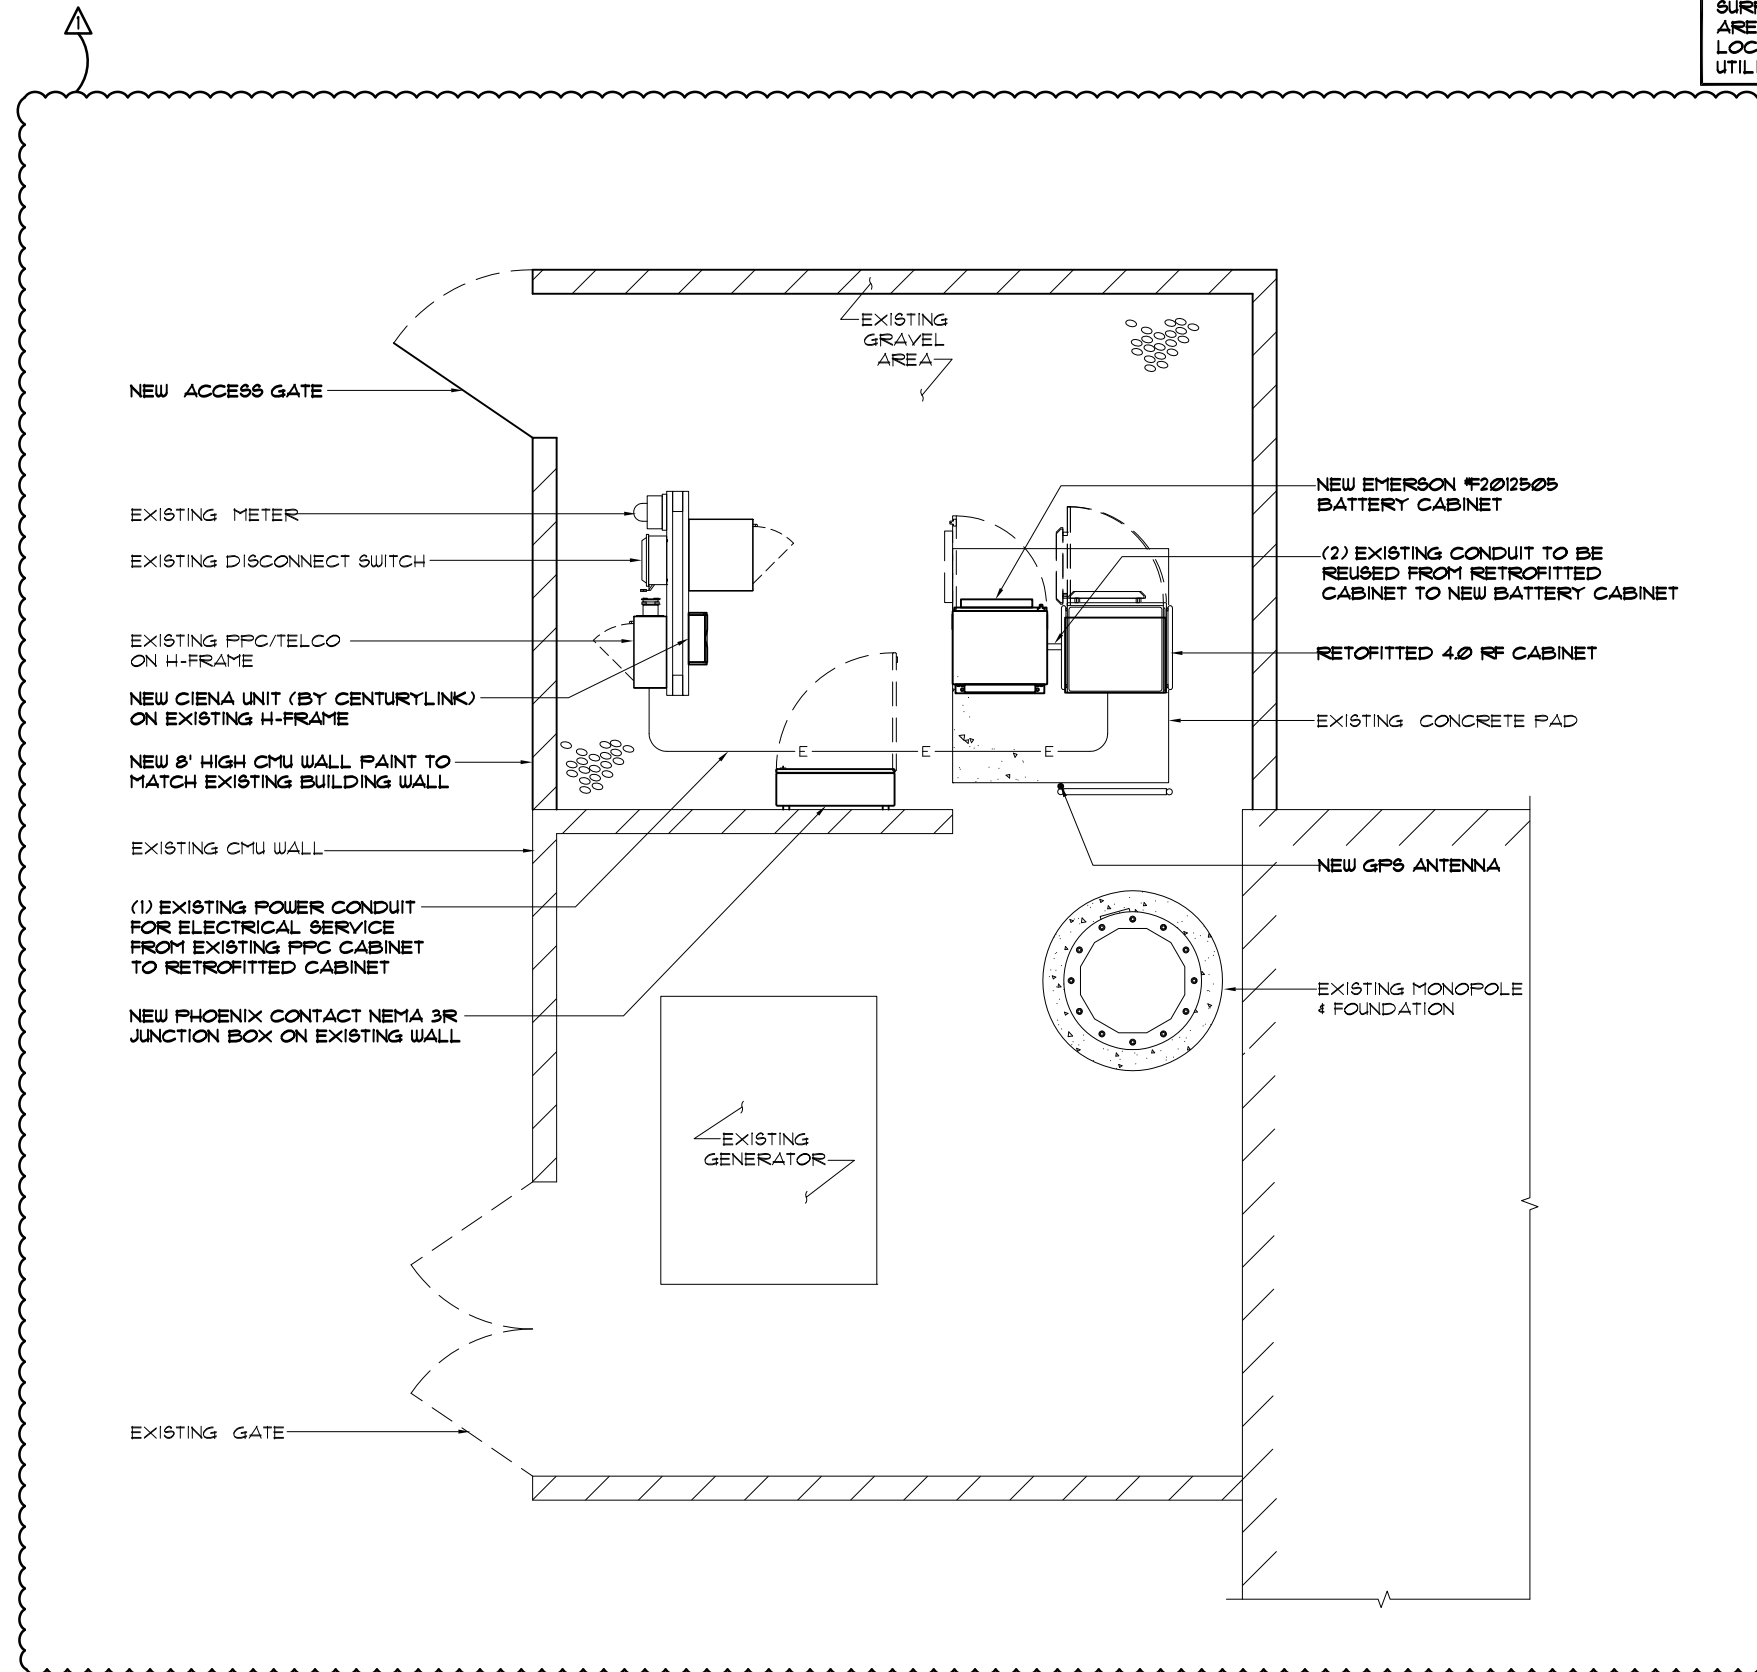 1
SURF
ARE
LOC
UTIL
EXISTING
GRAVEL
AREA
NEW ACCESS GATE
EXISTING METER
EXISTING DISCONNECT SWITCH
EXISTING PPC/TELCO
ON H-FRAME
NEW CIENA UNIT (BY CENTURYLINK)
ON EXISTING H-FRAME
NEW 8' HIGH CMU WALL PAINT TO
MATCH EXISTING BUILDING WALL
EXISTING CMU WALL
(1) EXISTING POWER CONDUIT
FOR ELECTRICAL SERVICE
FROM EXISTING PPC CABINET
TO RETROFITTED CABINET
NEW PHOENIX CONTACT NEMA 3R
JUNCTION BOX ON EXISTING WALL
E E E
NEW EMERSON #F2012505
BATTERY CABINET
(2) EXISTING CONDUIT TO BE
REUSED FROM RETROFITTED
CABINET TO NEW BATTERY CABINET
RETOFITTED 4.0 RF CABINET
EXISTING CONCRETE PAD
NEW GPS ANTENNA
EXISTING MONOPOLE
& FOUNDATION
EXISTING
GENERATOR
EXISTING GATE